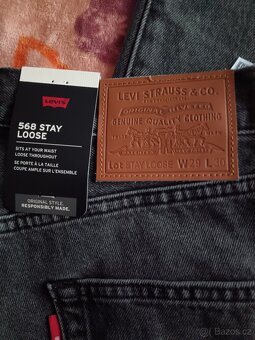 Levi's
568 STAY
LOOSE
SITS AT YOUR WAIST
LOOSE THROUGHOUT
SE PORTE À LA TAILLE
COUPE AMPLE SUR L'ENSEMBLE
ORIGINAL STYLE.
RESPONSIBLY MADE.
LEVI STRAUSS & CO.
ORIGINAL RIVETED
GENUINE QUALITY CLOTHING
STAY LOOSE W 29 L
Bazos.cz